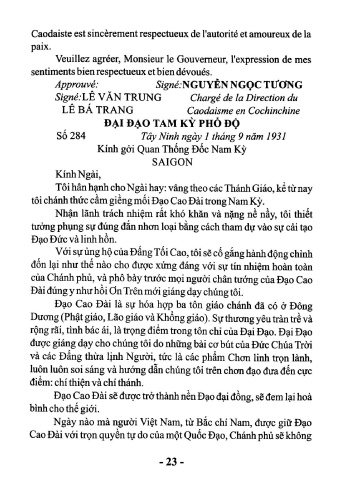 Caodaiste est sincèrement respectueux de l'autorité et amoureux de la
paix.
Veuillez agréer, Monsieur le Gouverneur, l'expression de mes
sentiments bien respectueux et bien dévoués.
Approuvé: Signé:NGUYÊN NGỌC TƯƠNG
Signé:LÊ VĂN TRUNG Chargé de la Direction du
LÊ BÁ TRANG Caodaisme en Cochinchine
ĐẠI ĐẠO TAM KỲ PHỔ ĐỘ
Số 284 Tây Ninh ngày 1 tháng 9 năm 1931
Kính gởi Quan Thống Đốc Nam Kỳ
SAIGON
Kính Ngài,
Tôi hân hạnh cho Ngài hay: vâng theo các Thánh Giáo, kể từ nay
tôi chánh thức cầm giềng mối Đạo Cao Đài trong Nam Kỳ.
Nhận lãnh trách nhiệm rất khó khăn và nặng nề nầy, tôi thiết
tưởng phụng sự đúng đắn nhơn loại bằng cách tham dự vào sự cải tạo
Đạo Đức và linh hồn.
Với sự ủng hộ của Đấng Tối Cao, tôi sẽ cố gắng hành động chỉnh
đốn lại như thế nào cho được xứng đáng với sự tín nhiệm hoàn toàn
của Chánh phủ, và phô bày trước mọi người chân tướng của Đạo Cao
Đài đúng y như hồi Ơn Trên mới giáng dạy chúng tôi.
Đạo Cao Đài là sự hóa hợp ba tôn giáo chánh đã có ở Đông
Dương (Phật giáo, Lão giáo và Khổng giáo). Sự thương yêu tràn trề và
rộng rãi, tình bác ái, là trọng điểm trong tôn chỉ của Đại Đạo. Đại Đạo
được giáng dạy cho chúng tôi do những bài cơ bút của Đức Chúa Trời
và các Đấng thừa lịnh Người, tức là các phẩm Chơn linh trọn lành,
luôn luôn soi sáng và hướng dẫn chúng tôi trên chơn đạo đưa đến cực
điểm: chí thiện và chí thánh.
Đạo Cao Đài sẽ được trở thành nền Đạo đại đồng, sẽ đem lại hoà
bình cho thế giới.
Ngày nào mà người Việt Nam, từ Bắc chí Nam, được giữ Đạo
Cao Đài với trọn quyền tự do của một Quốc Đạo, Chánh phủ sẽ không
- 23 -